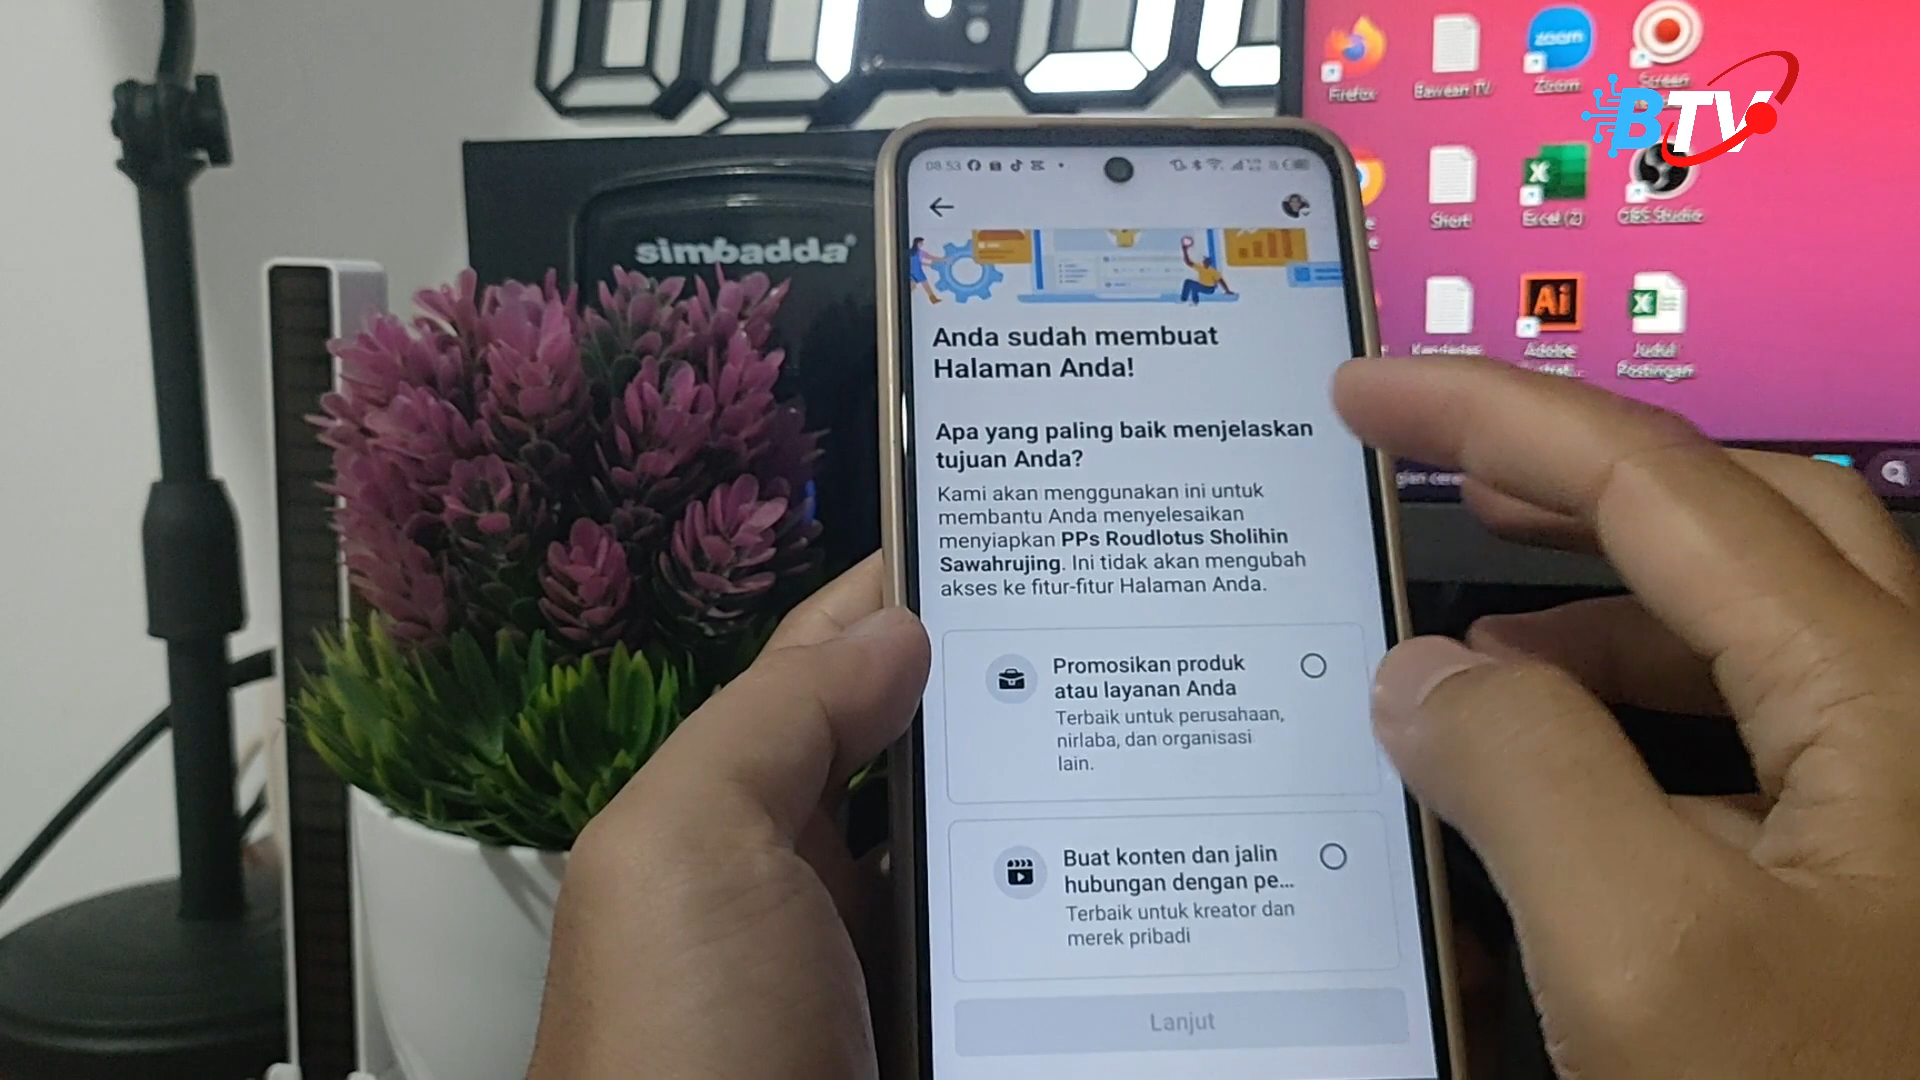 Firefox
Bawean TV
zoom
Zoom
Screen
BTV
simbadda
08.53
Short
Excel (2)
OBS Studio
Ai
Adobe
Judul
Postingan
Anda sudah membuat
Halaman Anda!
Apa yang paling baik menjelaskan
tujuan Anda?
Kami akan menggunakan ini untuk
membantu Anda menyelesaikan
menyiapkan PPs Roudlotus Sholihin
Sawahrujing. Ini tidak akan mengubah
akses ke fitur-fitur Halaman Anda.
Promosikan produk
atau layanan Anda
Terbaik untuk perusahaan,
nirlaba, dan organisasi
lain.
Buat konten dan jalin
hubungan dengan pe...
Terbaik untuk kreator dan
merek pribadi
Lanjut